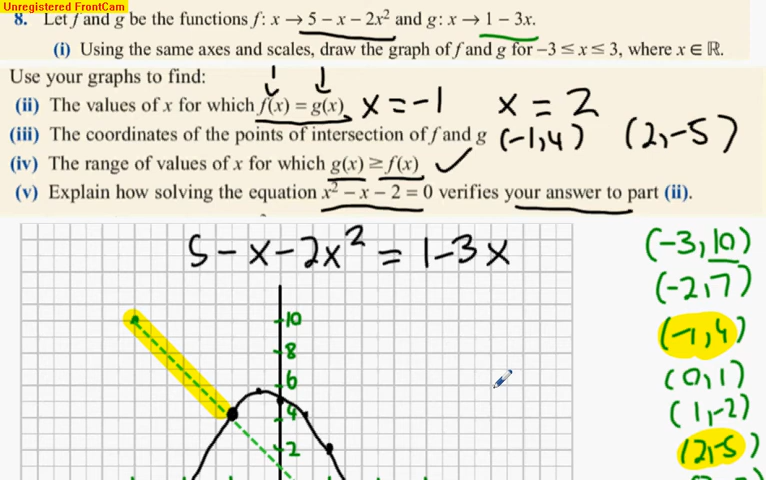 Unregistered FrontCam
8. Let f and g be the functions f: x → 5 − x − 2x² and g: x → 1 − 3x.
(i) Using the same axes and scales, draw the graph of f and g for −3 ≤ x ≤ 3, where x ∈ ℝ.
Use your graphs to find:
(ii) The values of x for which f(x) = g(x). x = -1 x = 2
(iii) The coordinates of the points of intersection of f and g (-1,4) (2,-5)
(iv) The range of values of x for which g(x) ≥ f(x)
(v) Explain how solving the equation x² − x − 2 = 0 verifies your answer to part (ii).
5 - x - 2x² = 1 - 3x
(-3,10)
(-2,7)
(-1,4)
(0,1)
(1,-2)
(2,-5)
10
8
6
4
2